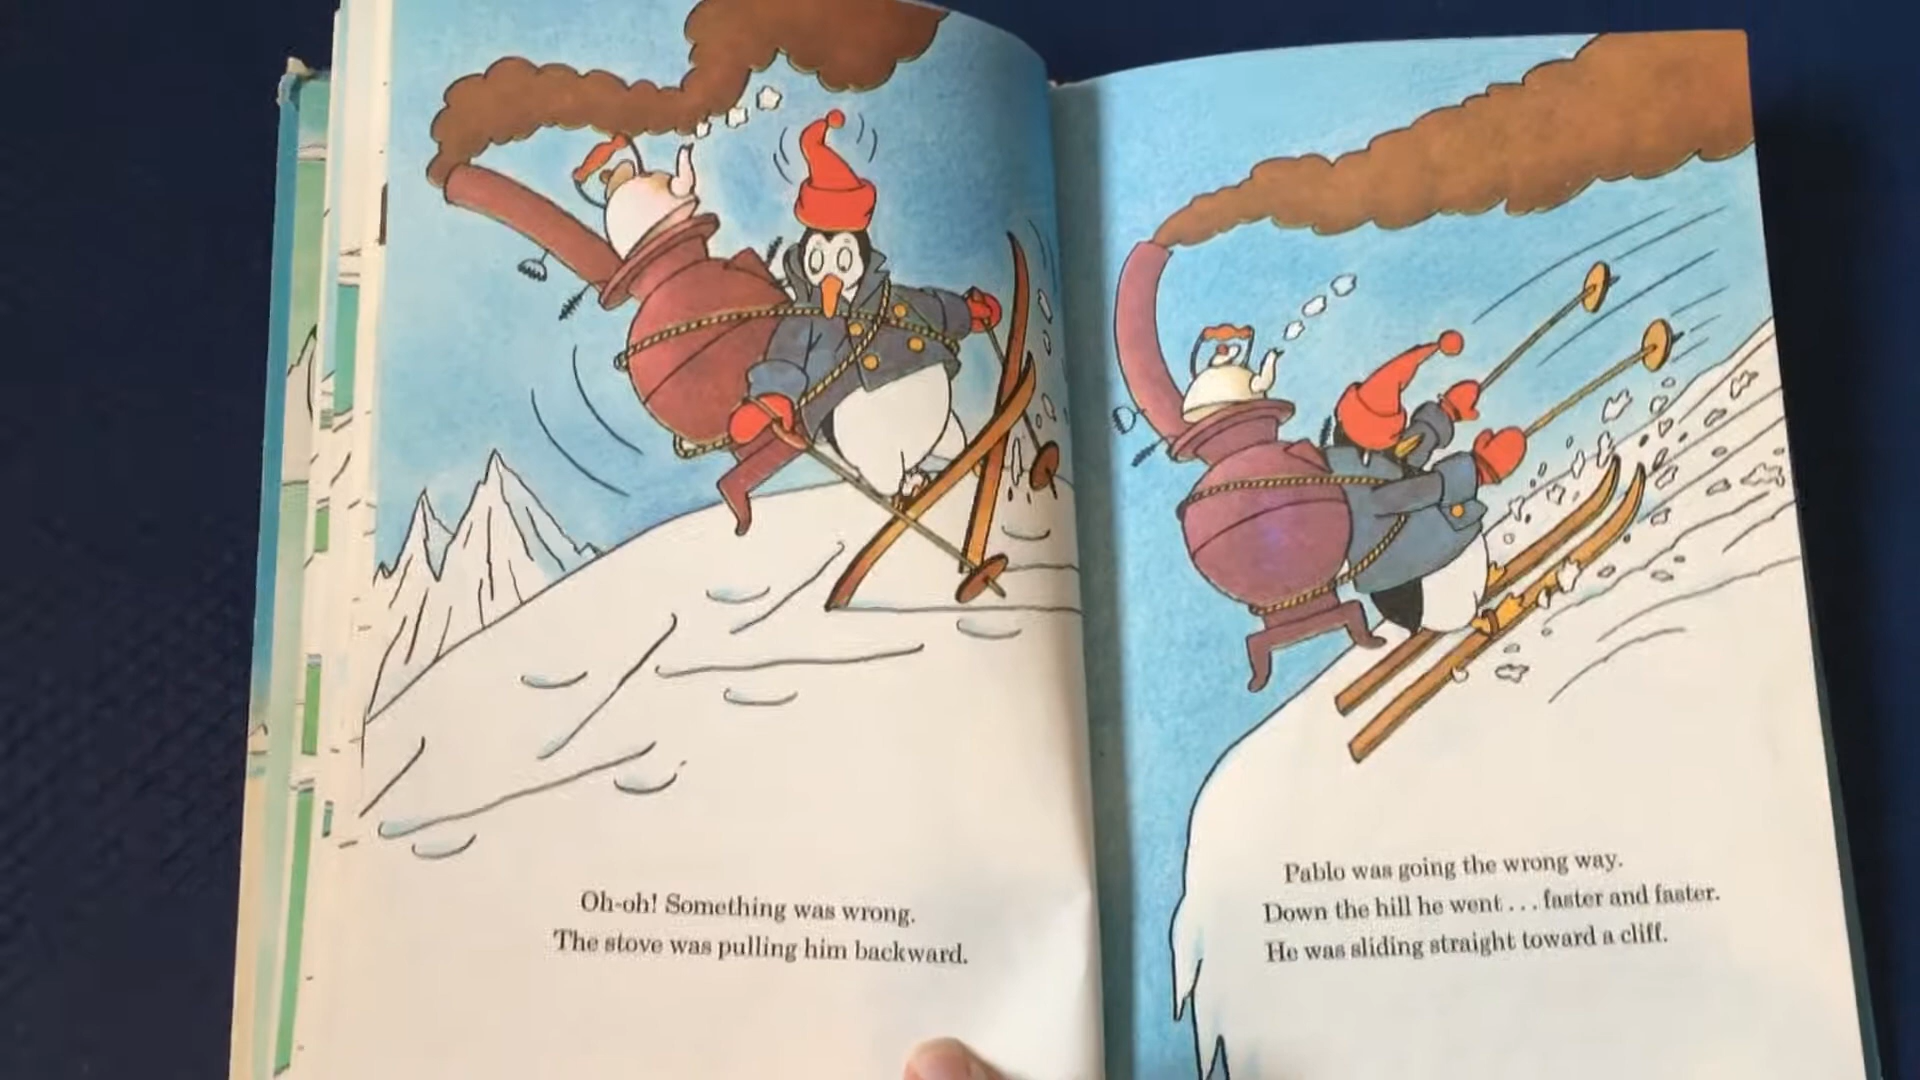 Oh-oh! Something was wrong.
The stove was pulling him backward.
Pablo was going the wrong way.
Down the hill he went . . . faster and faster.
He was sliding straight toward a cliff.